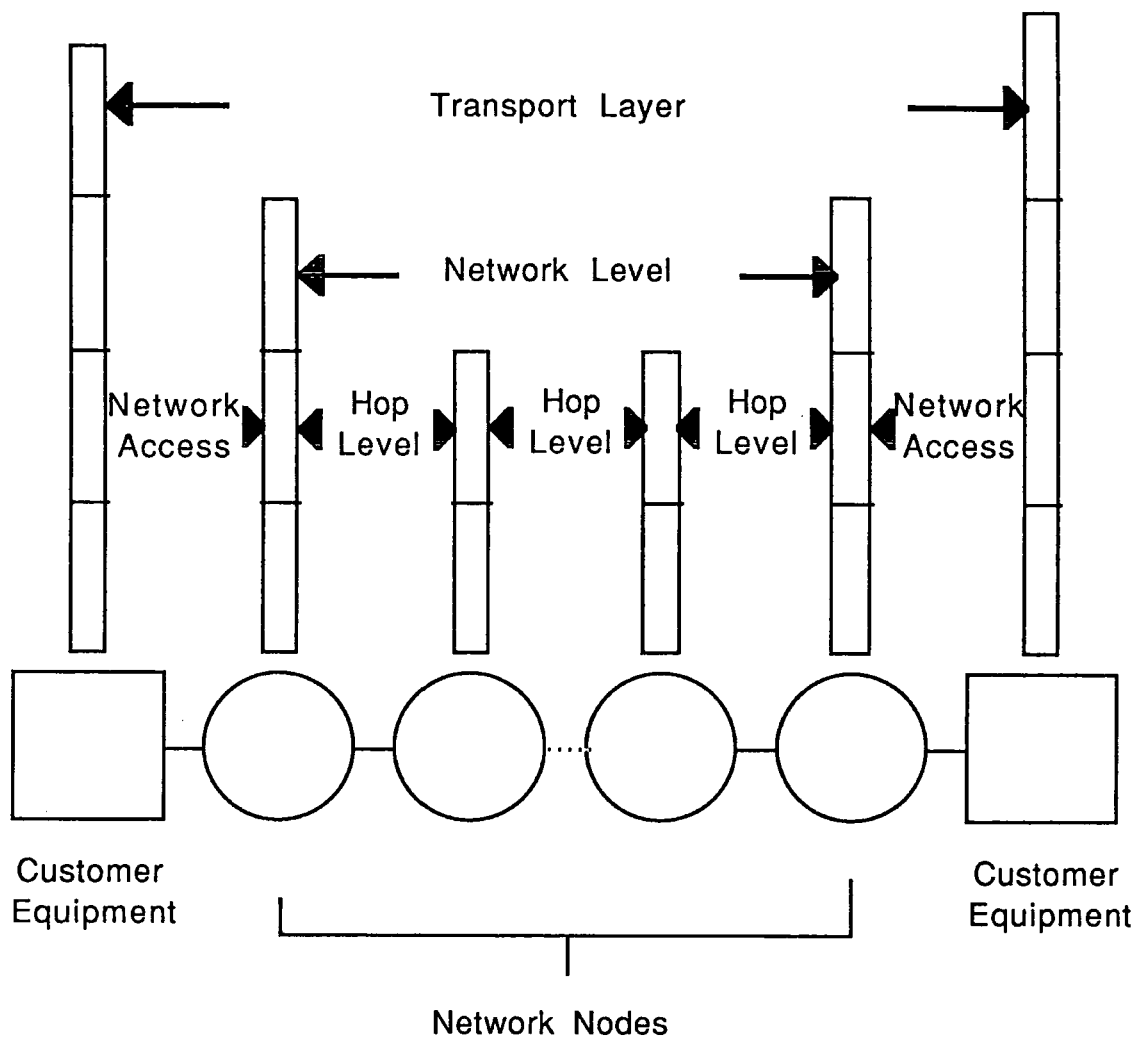 Transport Layer
Network Level
Network
Access
Hop
Level
Hop
Level
Hop
Level
Network
Access
Customer
Equipment
Customer
Equipment
Network Nodes